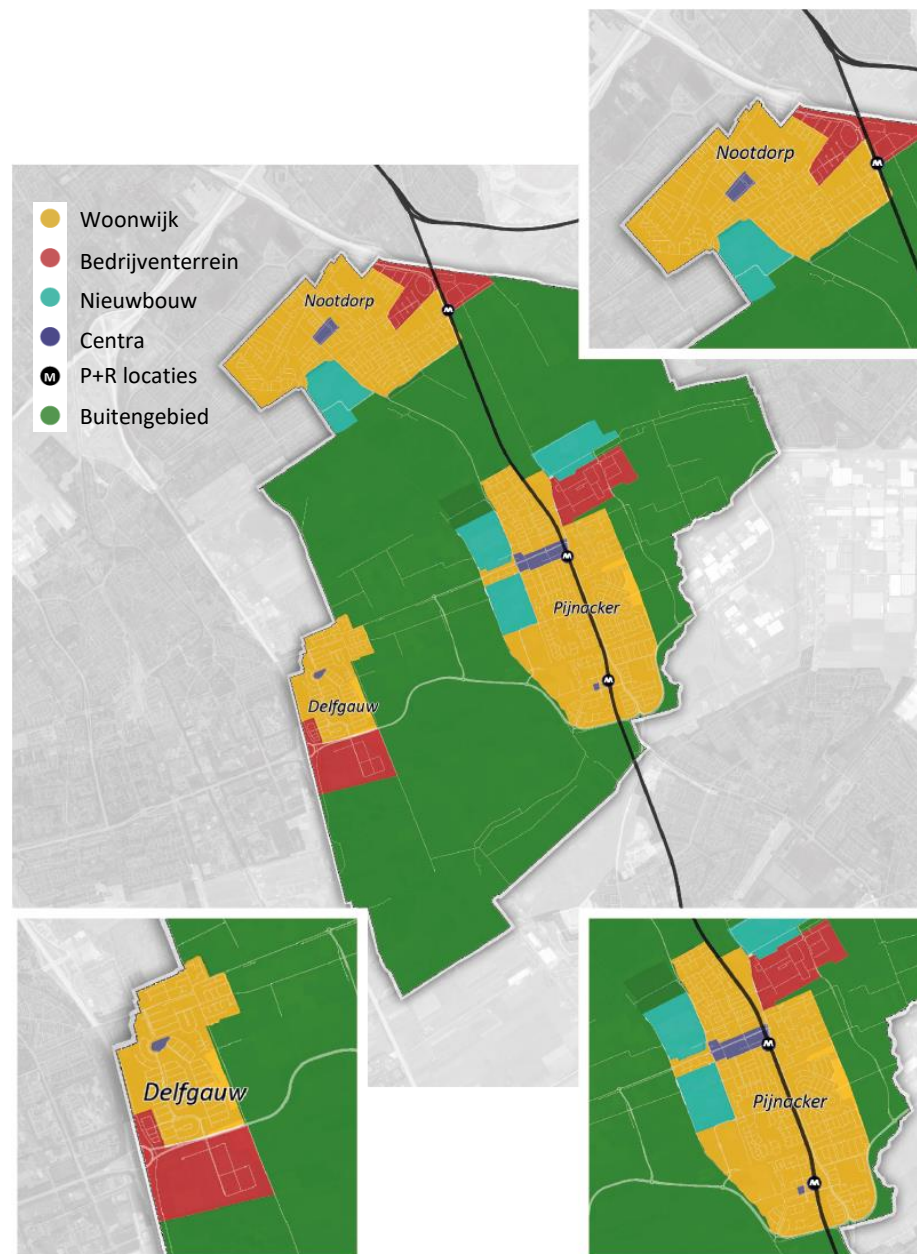 Nootdorp
Woonwijk
Bedrijventerrein
Nieuwbouw
Centra
M P+R locaties
Buitengebied
Nootdorp
M
M
Pijnacker
M
Delfgauw
Delfgauw
M
Pijnacker
M
M